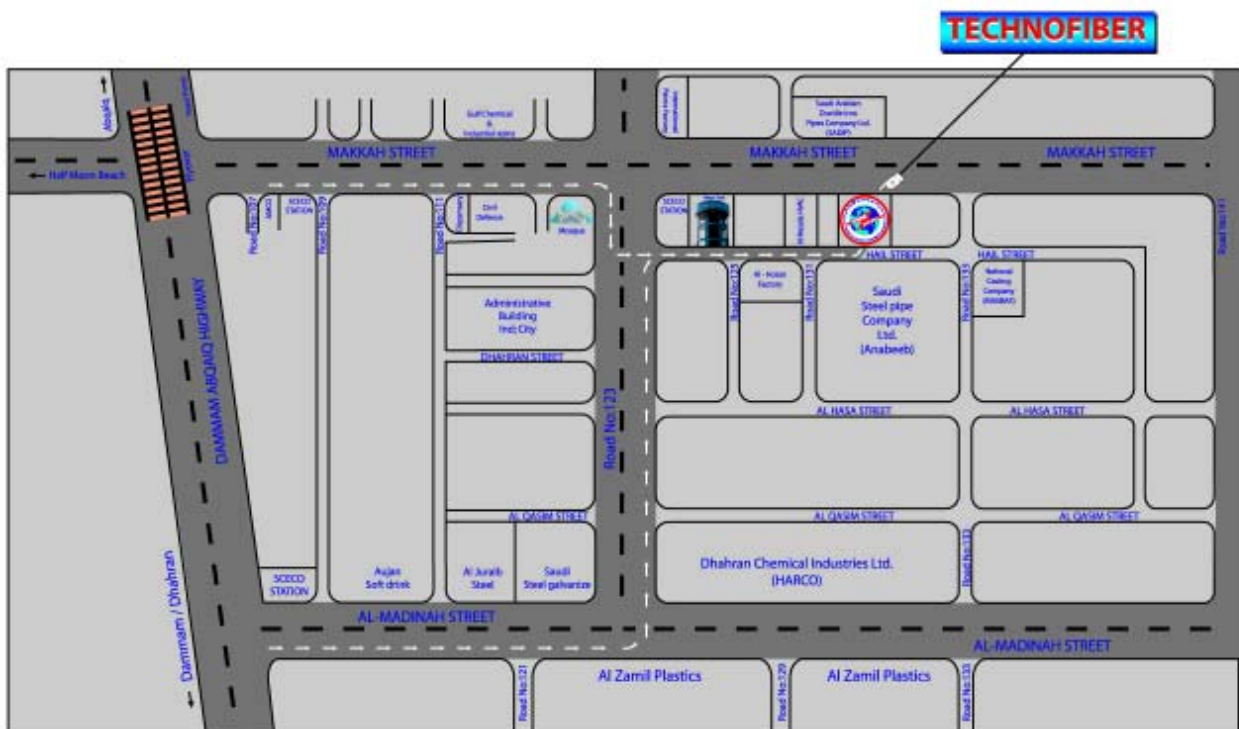 TECHNOFIBER
Abqaiq
Flyover
Gulf Chemical
&
Industrial
Saudi Arabian
Pipes Company Ltd.
MAKKAH STREET
MAKKAH STREET
MAKKAH STREET
Half Moon Beach
SCECO
STATION
Civil
Defence
Mosque
SCECO
STATION
Road No:109
Road No:111
Road No:141
HAIL STREET
HAIL STREET
Road No:125
Factory
Road No:131
Road No:133
National
Company
Saudi
Steel pipe
Company
Ltd.
(Anabeeb)
Administrative
Building
Ind; City
DHAHRAN STREET
DAMMAM ABQAIQ HIGHWAY
Road No:123
AL HASA STREET
AL HASA STREET
AL QASIM STREET
AL QASIM STREET
AL QASIM STREET
Dhahran Chemical Industries Ltd.
(HARCO)
Road No:133
SCECO
STATION
Aujan
Soft drink
Al Juraib
Steel
Saudi
Steel galvanize
AL-MADINAH STREET
AL-MADINAH STREET
Dammam / Dhahran
Road No:121
Al Zamil Plastics
Road No:129
Al Zamil Plastics
Road No:133